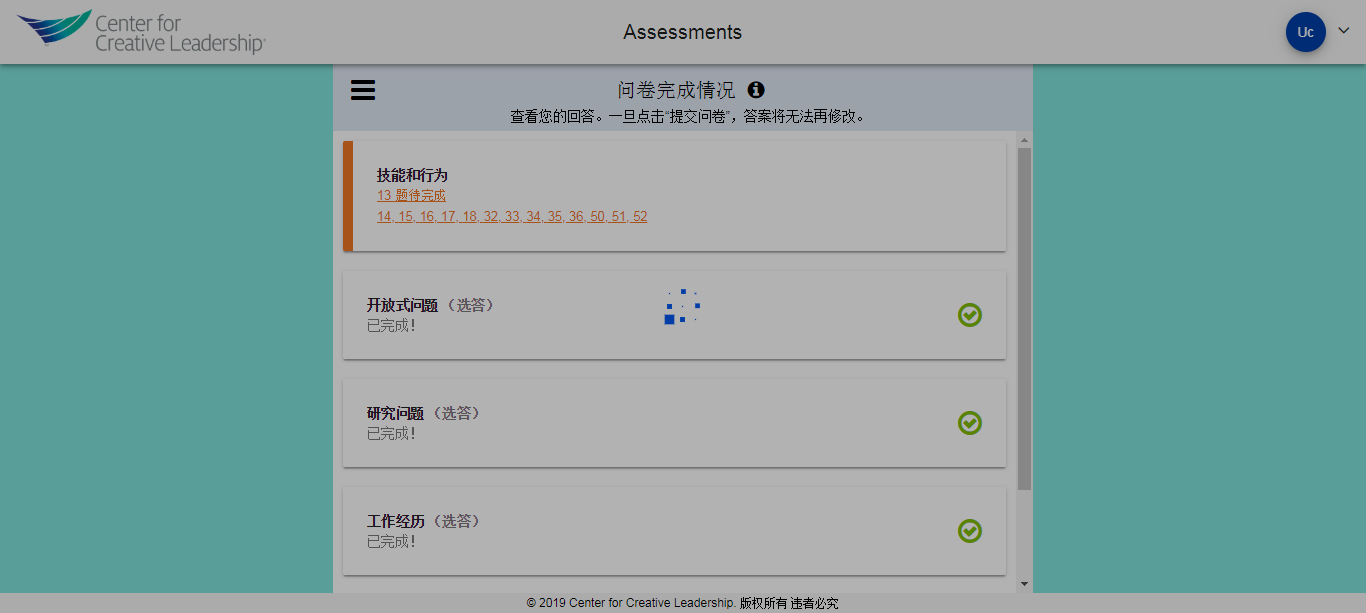 Center for
Creative Leadership®
Assessments
Uc
问卷完成情况
查看您的回答。一旦点击“提交问卷”，答案将无法再修改。
技能和行为
13 题待完成
14, 15, 16, 17, 18, 32, 33, 34, 35, 36, 50, 51, 52
开放式问题（选答）
已完成！
研究问题（选答）
已完成！
工作经历（选答）
已完成！
© 2019 Center for Creative Leadership. 版权所有 违者必究